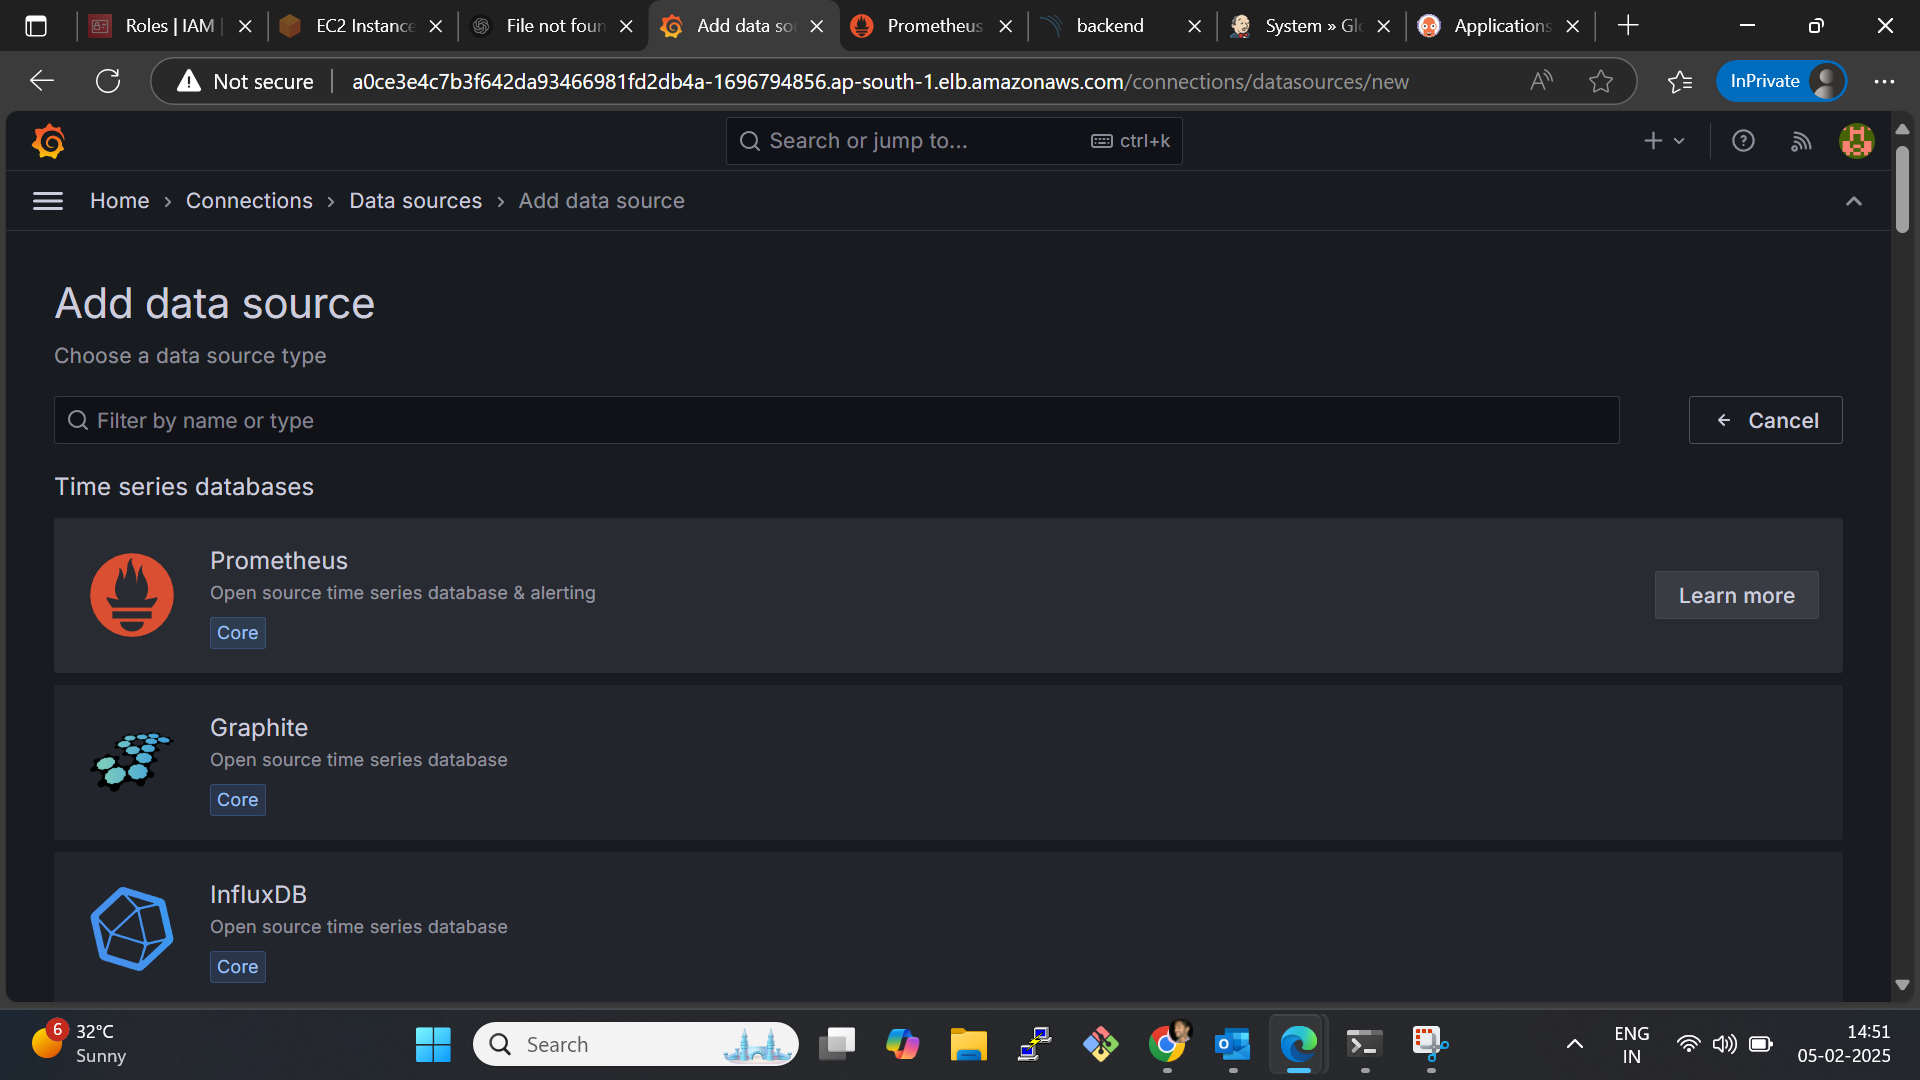 Roles | IAM
EC2 Instance
File not foun
Add data so
Prometheus
backend
System » Glo
Applications
Not secure
a0ce3e4c7b3f642da93466981fd2db4a-1696794856.ap-south-1.elb.amazonaws.com/connections/datasources/new
InPrivate
Search or jump to...
ctrl+k
Home › Connections › Data sources › Add data source
Add data source
Choose a data source type
Filter by name or type
Cancel
Time series databases
Prometheus
Open source time series database & alerting
Core
Learn more
Graphite
Open source time series database
Core
InfluxDB
Open source time series database
Core
6
32°C
Sunny
Search
ENG
IN
14:51
05-02-2025